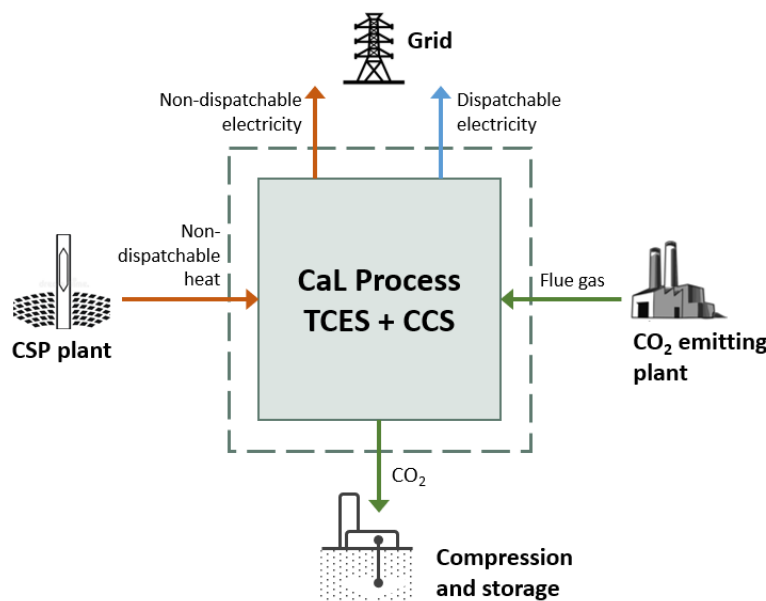 Grid
Non-dispatchable
electricity
Dispatchable
electricity
Non-
dispatchable
heat
CaL Process
TCES + CCS
Flue gas
CSP plant
CO₂ emitting
plant
CO₂
Compression
and storage